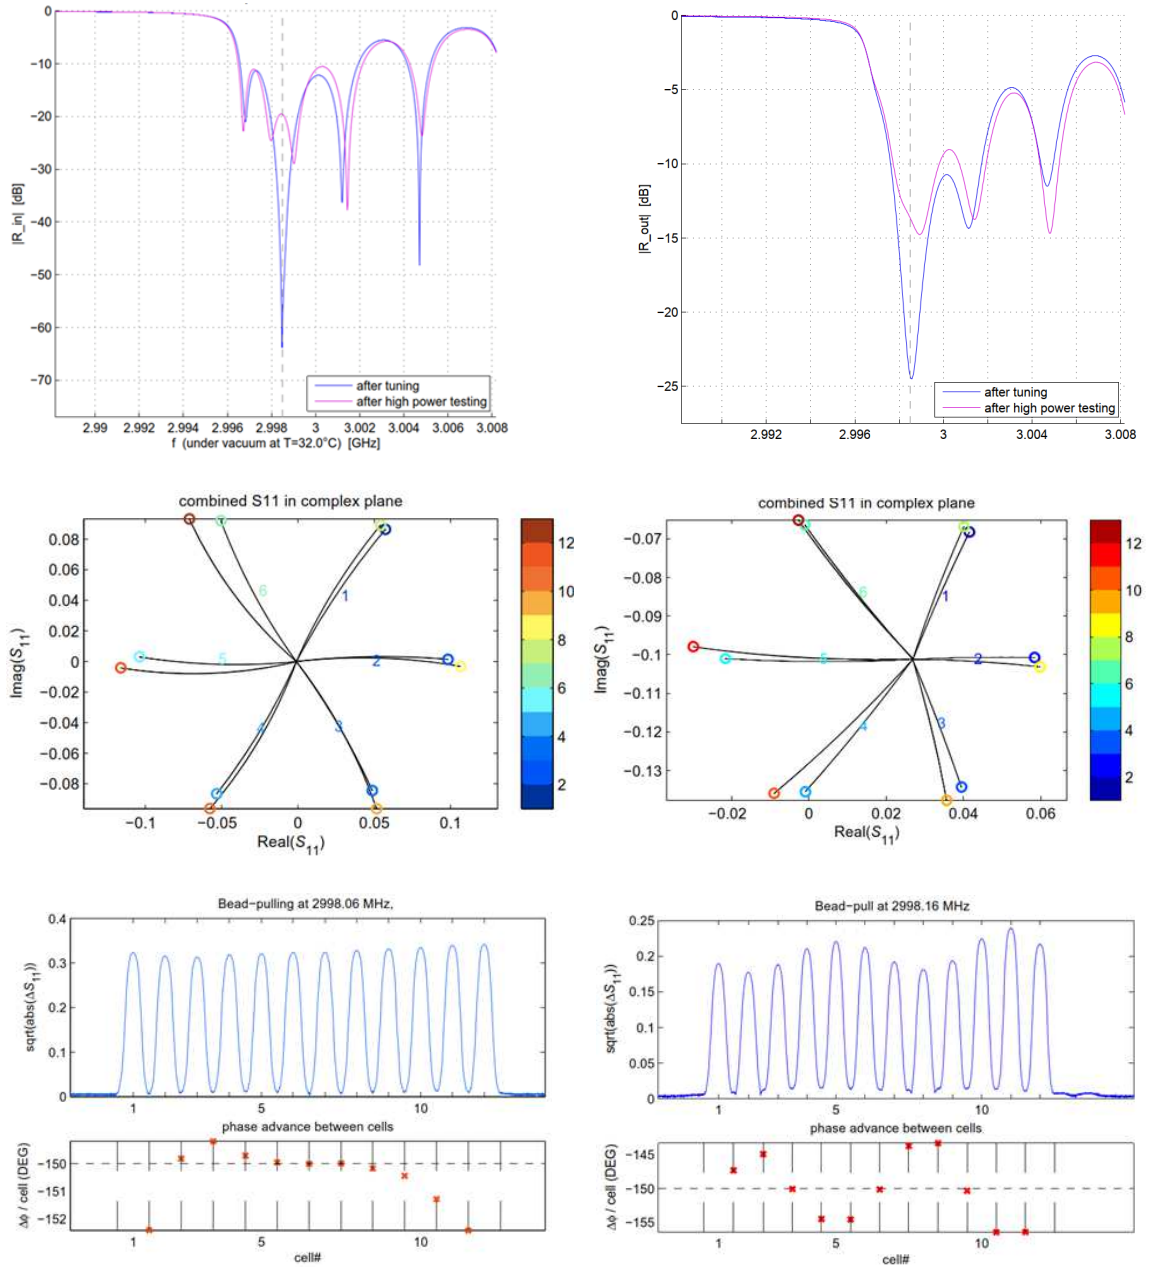 0
−10
−20
−30
−40
−50
−60
−70
|R_in| [dB]
after tuning
after high power testing
2.99 2.992 2.994 2.996 2.998 3 3.002 3.004 3.006 3.008
f (under vacuum at T=32.0°C) [GHz]
0
−5
−10
−15
−20
−25
|R_out| [dB]
after tuning
after high power testing
2.992 2.996 3 3.004 3.008
combined S11 in complex plane
0.08
0.06
0.04
0.02
0
−0.02
−0.04
−0.06
−0.08
Imag(S11)
6
1
5
2
4
3
−0.1 −0.05 0 0.05 0.1
Real(S11)
12
10
8
6
4
2
combined S11 in complex plane
−0.07
−0.08
−0.09
−0.1
−0.11
−0.12
−0.13
Imag(S11)
6
1
5
2
4
3
−0.02 0 0.02 0.04 0.06
Real(S11)
12
10
8
6
4
2
Bead−pulling at 2998.06 MHz,
0.4
0.3
0.2
0.1
0
sqrt(abs(ΔS11))
1 5 10
phase advance between cells
−150
−151
−152
Δϕ / cell (DEG)
1 5 10
cell#
Bead−pull at 2998.16 MHz
0.25
0.2
0.15
0.1
0.05
0
sqrt(abs(ΔS11))
1 5 10
phase advance between cells
−145
−150
−155
Δϕ / cell (DEG)
1 5 10
cell#